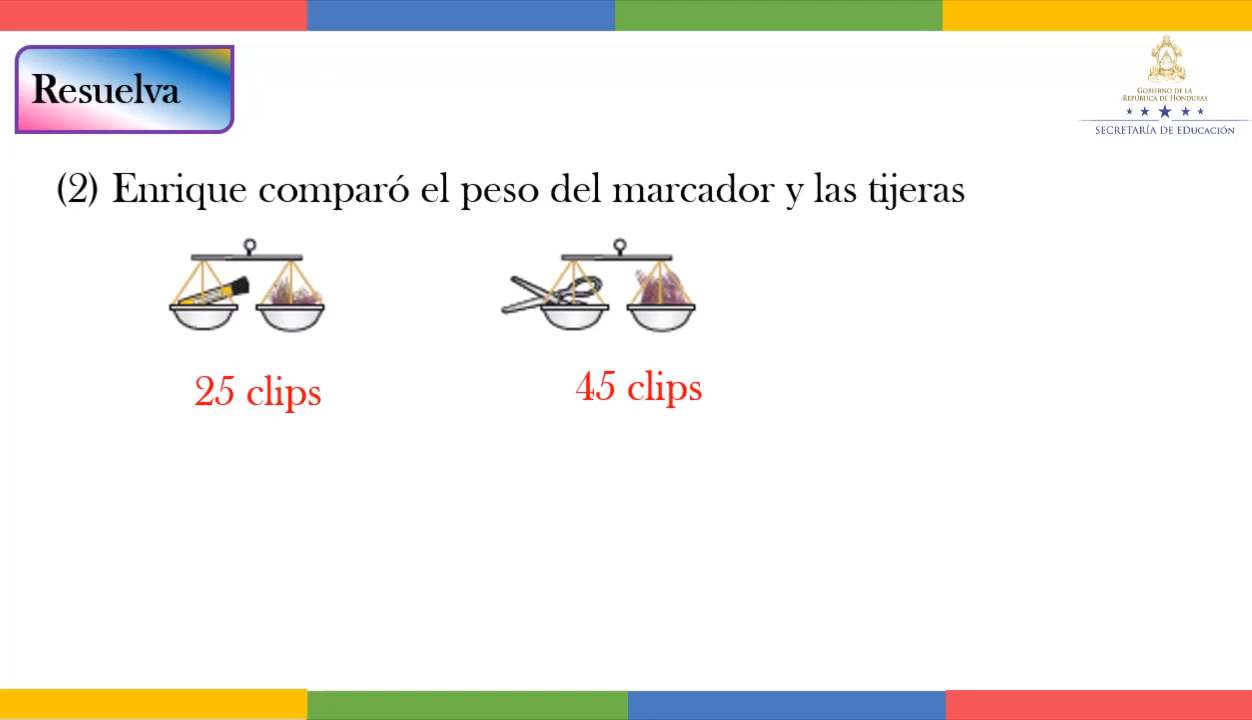 Resuelva
GOBIERNO DE LA
REPÚBLICA DE HONDURAS
SECRETARÍA DE EDUCACIÓN
(2) Enrique comparó el peso del marcador y las tijeras
25 clips
45 clips